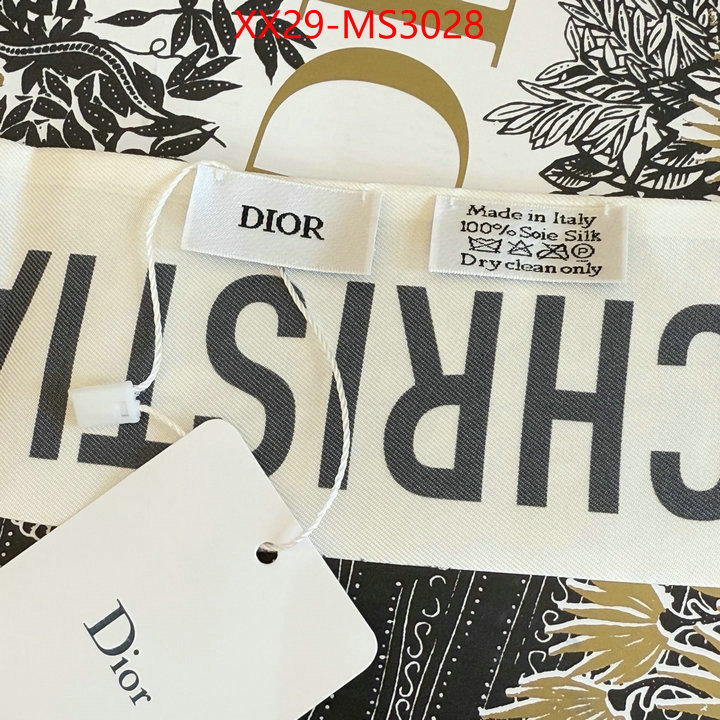 XX29-MS3028
DIOR
Made in Italy
100% Soie Silk
Dry clean only
CHRISTIA
Dior